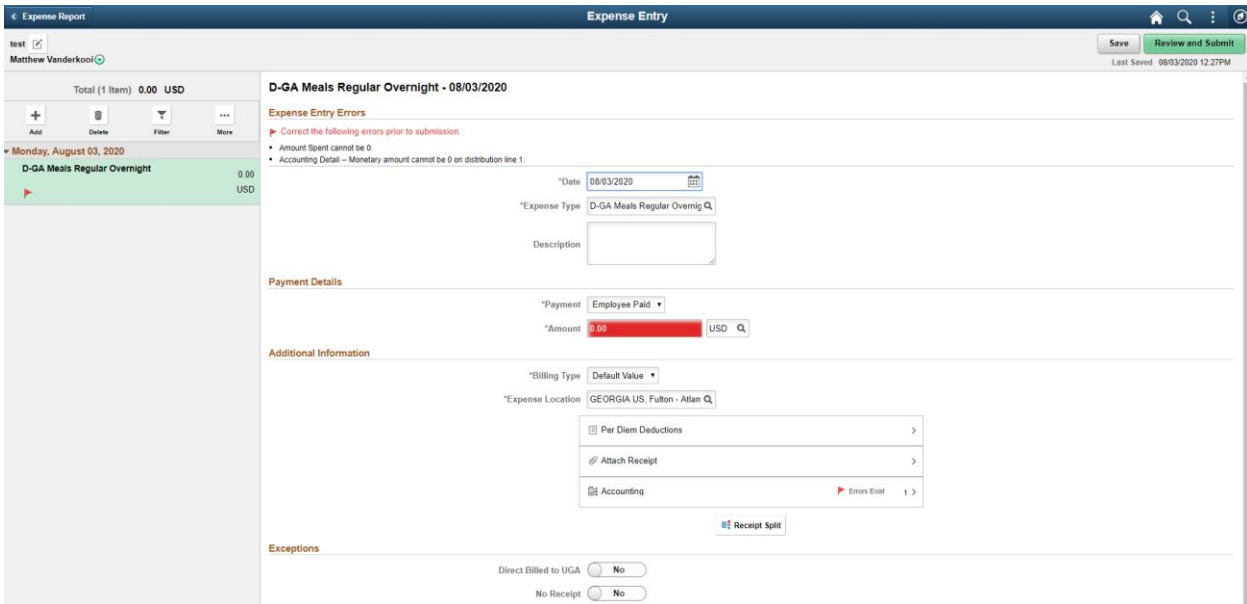 Expense Report
Expense Entry
test
Matthew Vanderkooi
Save
Review and Submit
Last Saved 08/03/2020 12:27PM
Total (1 Item) 0.00 USD
Add
Delete
Filter
More
Monday, August 03, 2020
D-GA Meals Regular Overnight
0.00
USD
D-GA Meals Regular Overnight - 08/03/2020
Expense Entry Errors
Correct the following errors prior to submission:
Amount Spent cannot be 0.
Accounting Detail -- Monetary amount cannot be 0 on distribution line 1.
*Date 08/03/2020
*Expense Type D-GA Meals Regular Overnig
Description
Payment Details
*Payment Employee Paid
*Amount 0.00 USD
Additional Information
*Billing Type Default Value
*Expense Location GEORGIA US, Fulton - Atlan
Per Diem Deductions
Attach Receipt
Accounting Errors Exist 1
Receipt Split
Exceptions
Direct Billed to UGA No
No Receipt No